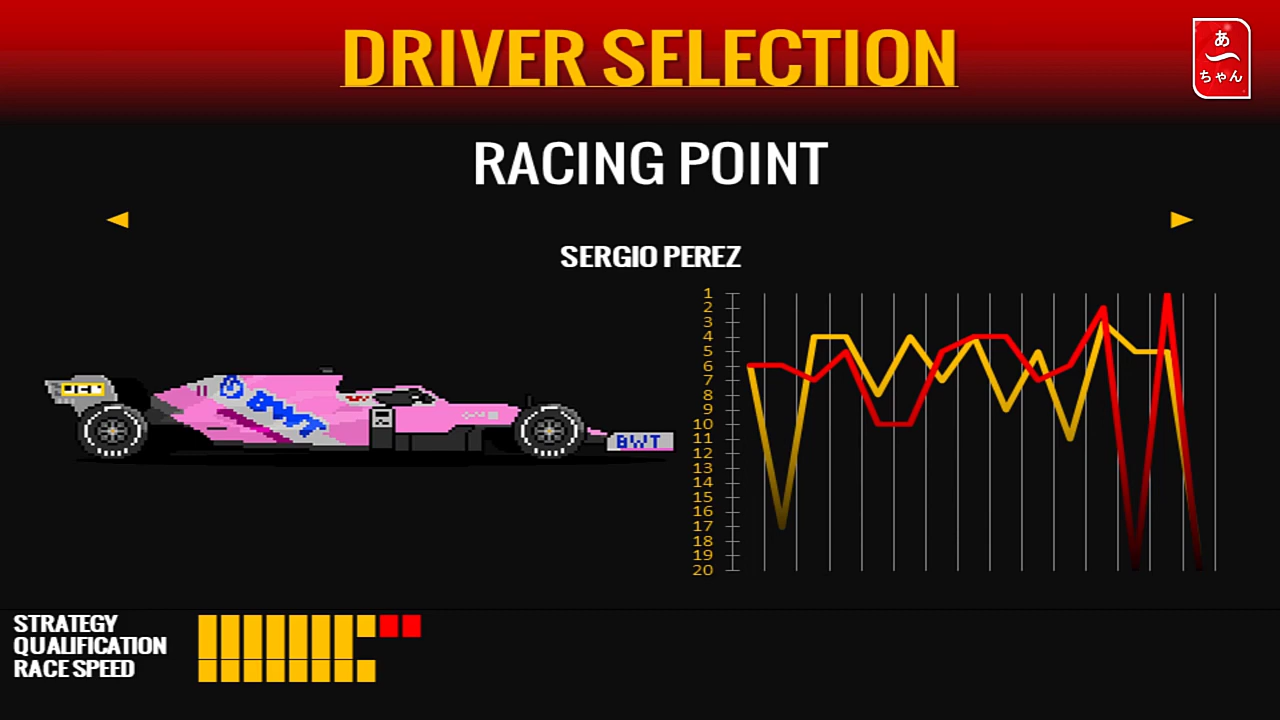 DRIVER SELECTION
あー
ちゃん
RACING POINT
SERGIO PEREZ
1
2
3
4
5
6
7
8
9
10
11
12
13
14
15
16
17
18
19
20
BWT
BWT
STRATEGY
QUALIFICATION
RACE SPEED